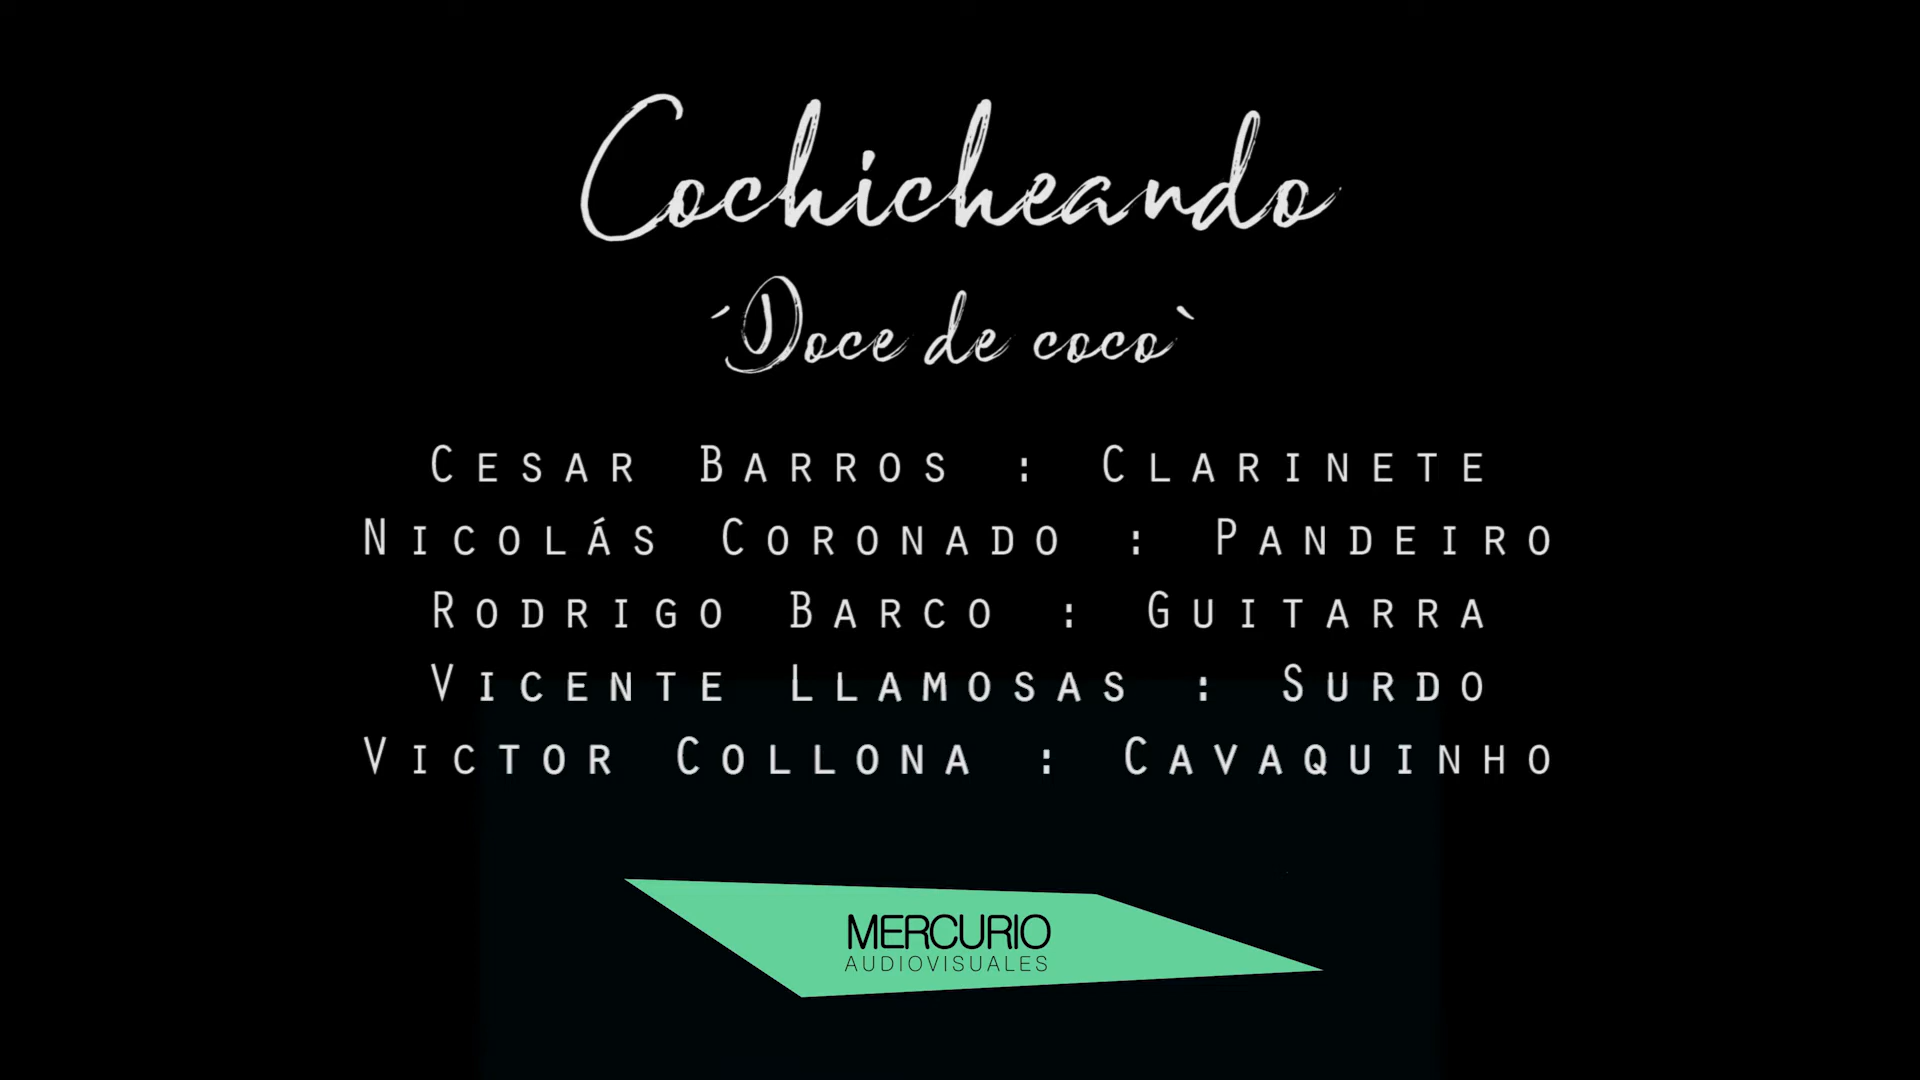 Cochicheando
´Doce de coco`
Cesar Barros : Clarinete
Nicolás Coronado : Pandeiro
Rodrigo Barco : Guitarra
Vicente Llamosas : Surdo
Victor Collona : Cavaquinho
MERCURIO
AUDIOVISUALES